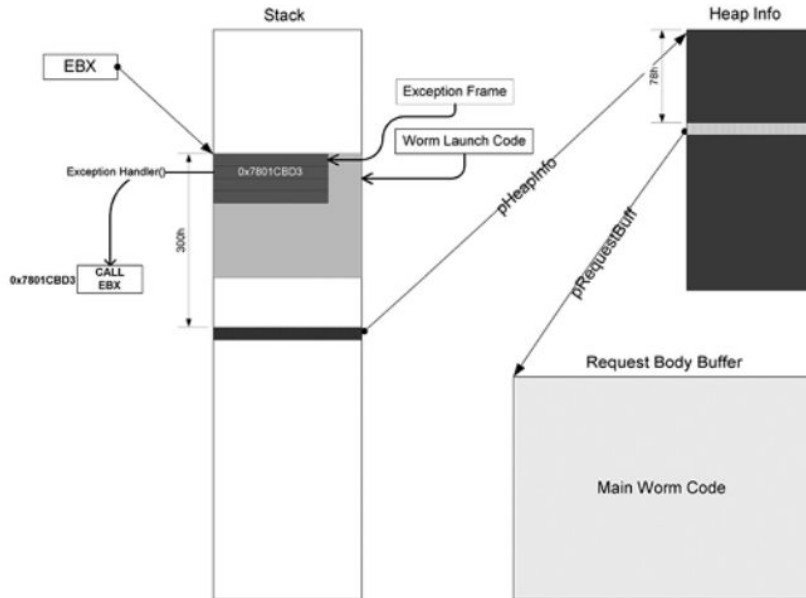 Stack
Heap Info
EBX
78h
Exception Frame
Worm Launch Code
0x7801CBD3
Exception Handler()
pHeapInfo
300h
pRequestBuff
0x7801CBD3
CALL
EBX
Request Body Buffer
Main Worm Code